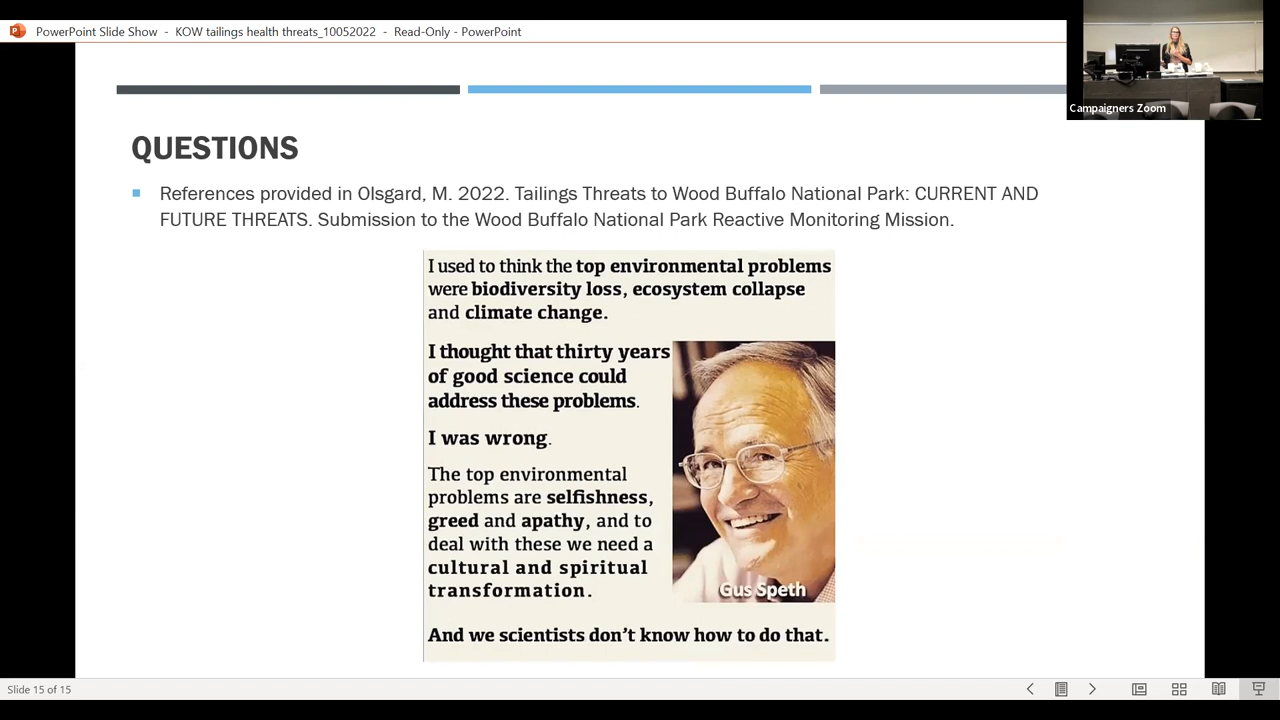 PowerPoint Slide Show - KOW tailings health threats_10052022 - Read-Only - PowerPoint
Campaigners Zoom
QUESTIONS
References provided in Olsgard, M. 2022. Tailings Threats to Wood Buffalo National Park: CURRENT AND
FUTURE THREATS. Submission to the Wood Buffalo National Park Reactive Monitoring Mission.
I used to think the top environmental problems
were biodiversity loss, ecosystem collapse
and climate change.
I thought that thirty years
of good science could
address these problems.
I was wrong.
The top environmental
problems are selfishness,
greed and apathy, and to
deal with these we need a
cultural and spiritual
transformation.
Gus Speth
And we scientists don't know how to do that.
Slide 15 of 15